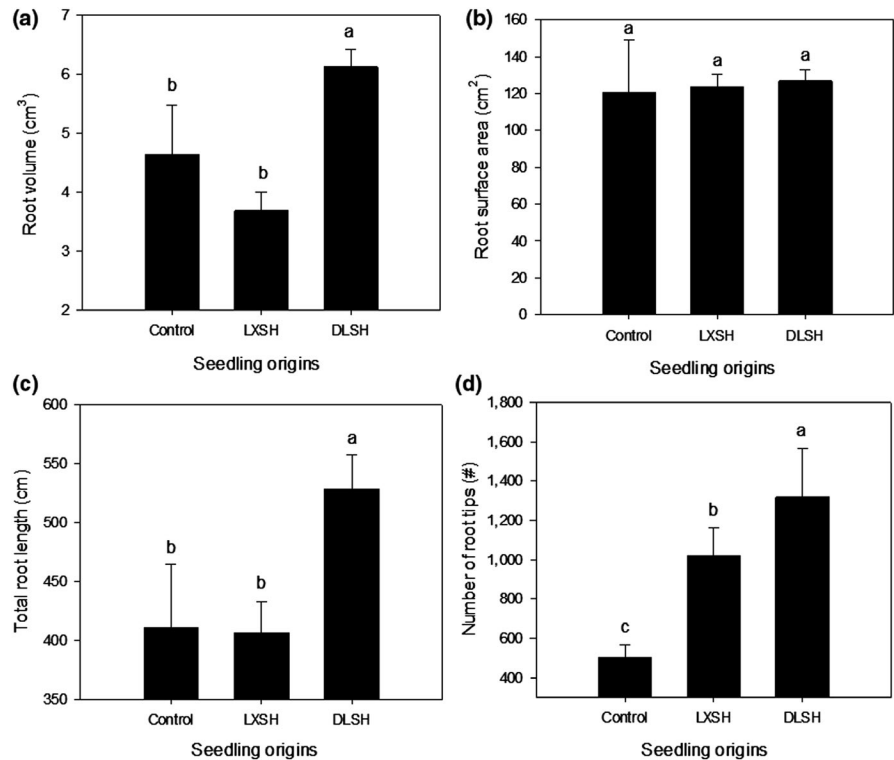 (a)
7
6
5
4
3
2
Root volume (cm³)
b
b
a
Control LXSH DLSH
Seedling origins
(b)
160
140
120
100
80
60
40
20
0
Root surface area (cm²)
a
a
a
Control LXSH DLSH
Seedling origins
(c)
600
550
500
450
400
350
Total root length (cm)
b
b
a
Control LXSH DLSH
Seedling origins
(d)
1,800
1,600
1,400
1,200
1,000
800
600
400
Number of root tips (#)
c
b
a
Control LXSH DLSH
Seedling origins